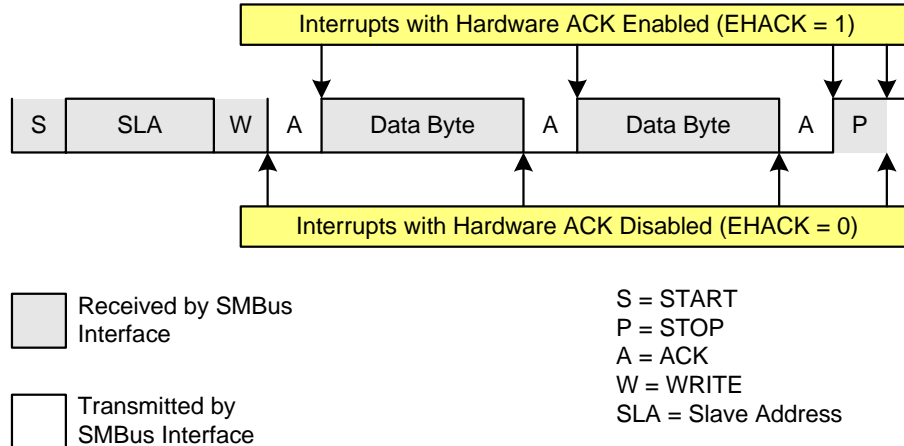 Interrupts with Hardware ACK Enabled (EHACK = 1)
S SLA W A Data Byte A Data Byte A P
Interrupts with Hardware ACK Disabled (EHACK = 0)
Received by SMBus
Interface
Transmitted by
SMBus Interface
S = START
P = STOP
A = ACK
W = WRITE
SLA = Slave Address